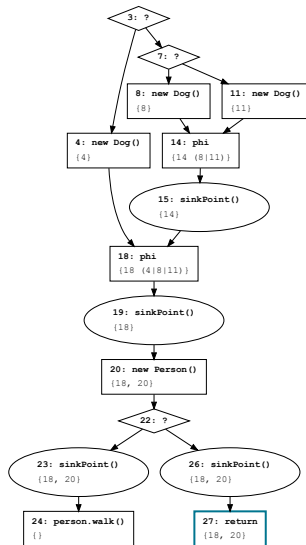 3: ?
7: ?
8: new Dog()
{8}
11: new Dog()
{11}
4: new Dog()
{4}
14: phi
{14 (8|11)}
15: sinkPoint()
{14}
18: phi
{18 (4|8|11)}
19: sinkPoint()
{18}
20: new Person()
{18, 20}
22: ?
23: sinkPoint()
{18, 20}
26: sinkPoint()
{18, 20}
24: person.walk()
{}
27: return
{18, 20}